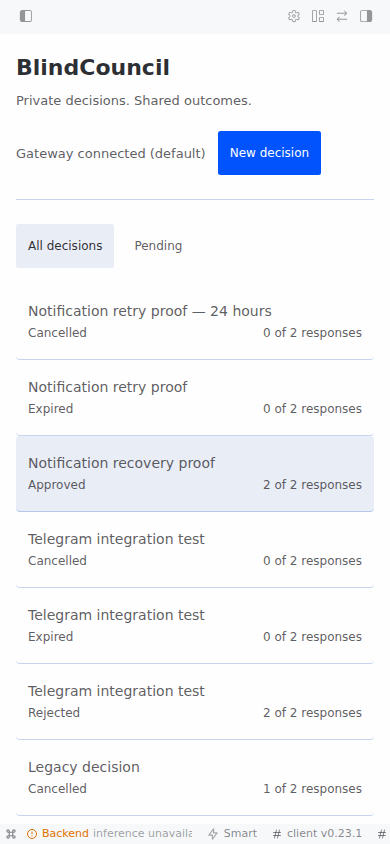 BlindCouncil
Private decisions. Shared outcomes.
Gateway connected (default)
New decision
All decisions
Pending
Notification retry proof — 24 hours
Cancelled
0 of 2 responses
Notification retry proof
Expired
0 of 2 responses
Notification recovery proof
Approved
2 of 2 responses
Telegram integration test
Cancelled
0 of 2 responses
Telegram integration test
Expired
0 of 2 responses
Telegram integration test
Rejected
2 of 2 responses
Legacy decision
Cancelled
1 of 2 responses
⌘ Backend inference Smart # client v0.23.1 #